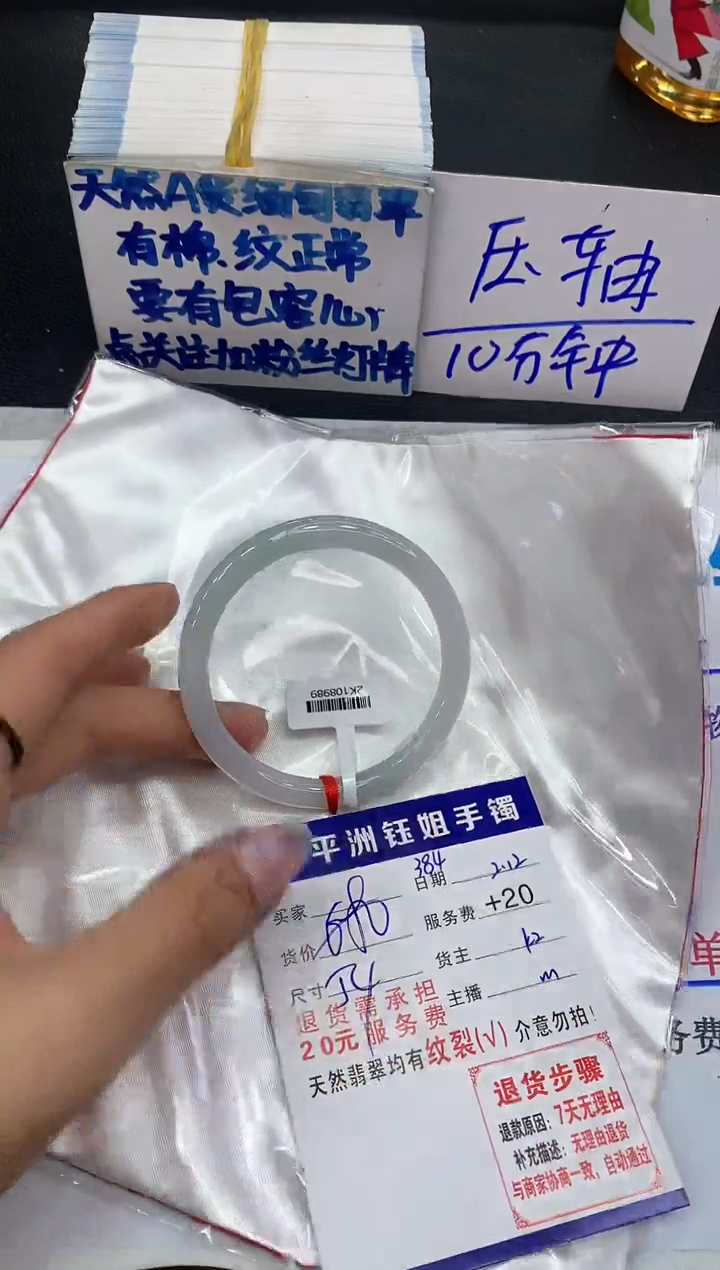 天然A货缅甸翡翠
有棉、纹正常
要有包容心
点关注加粉丝灯牌
压轴
10分钟
2K108989
平洲钰姐手镯
384
买家 日期 2.12
货价 服务费 +20
尺寸 54 货主 k2
退货需承担 主播 m
20元服务费
天然翡翠均有纹裂(√) 介意勿拍!
退货步骤
退款原因: 7天无理由
补充描述: 无理由退货
与商家协商一致, 自动通过
单
务费